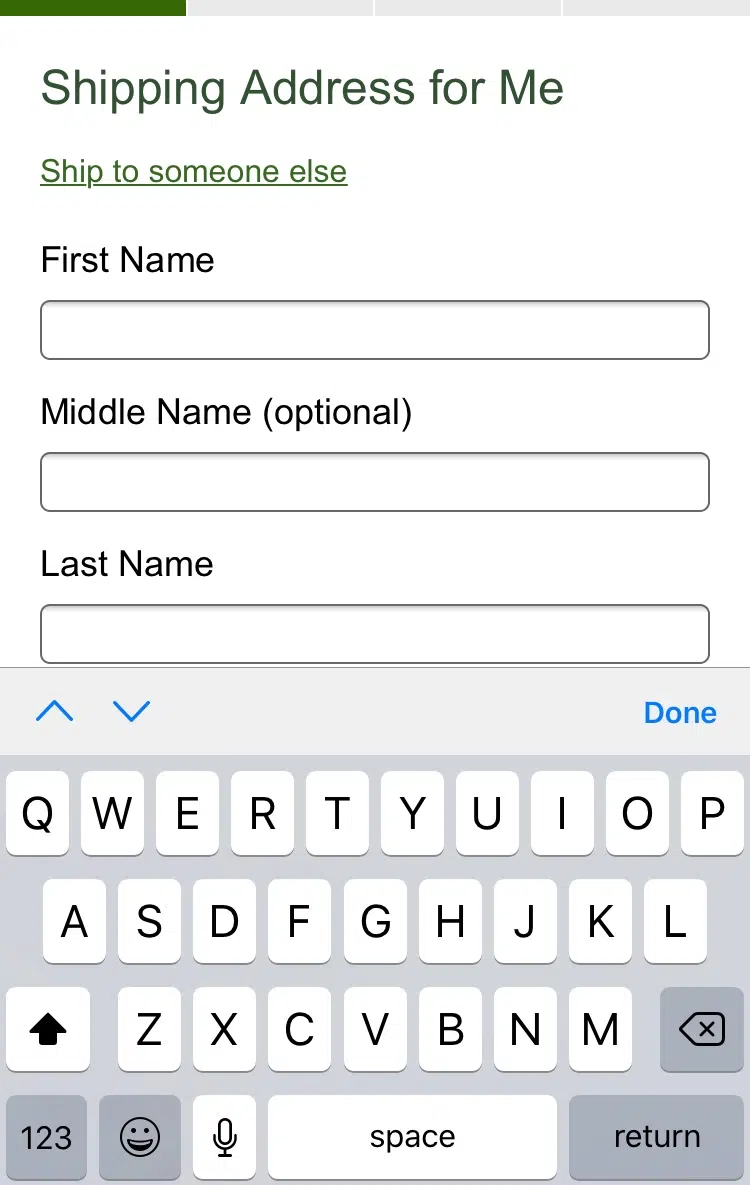 Shipping Address for Me
Ship to someone else
First Name
Middle Name (optional)
Last Name
Done
Q W E R T Y U I O P
A S D F G H J K L
Z X C V B N M
123 space return